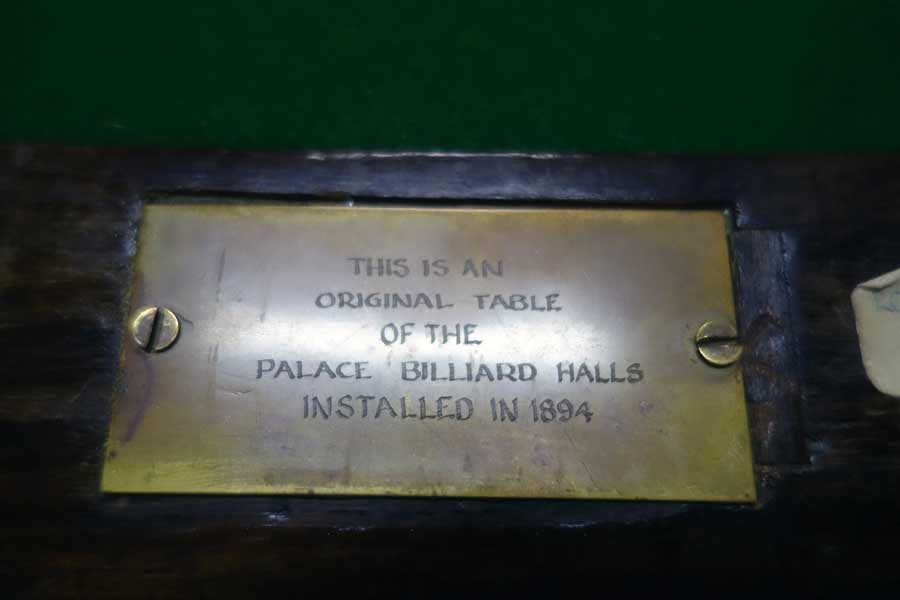 THIS IS AN
ORIGINAL TABLE
OF THE
PALACE BILLIARD HALLS
INSTALLED IN 1894